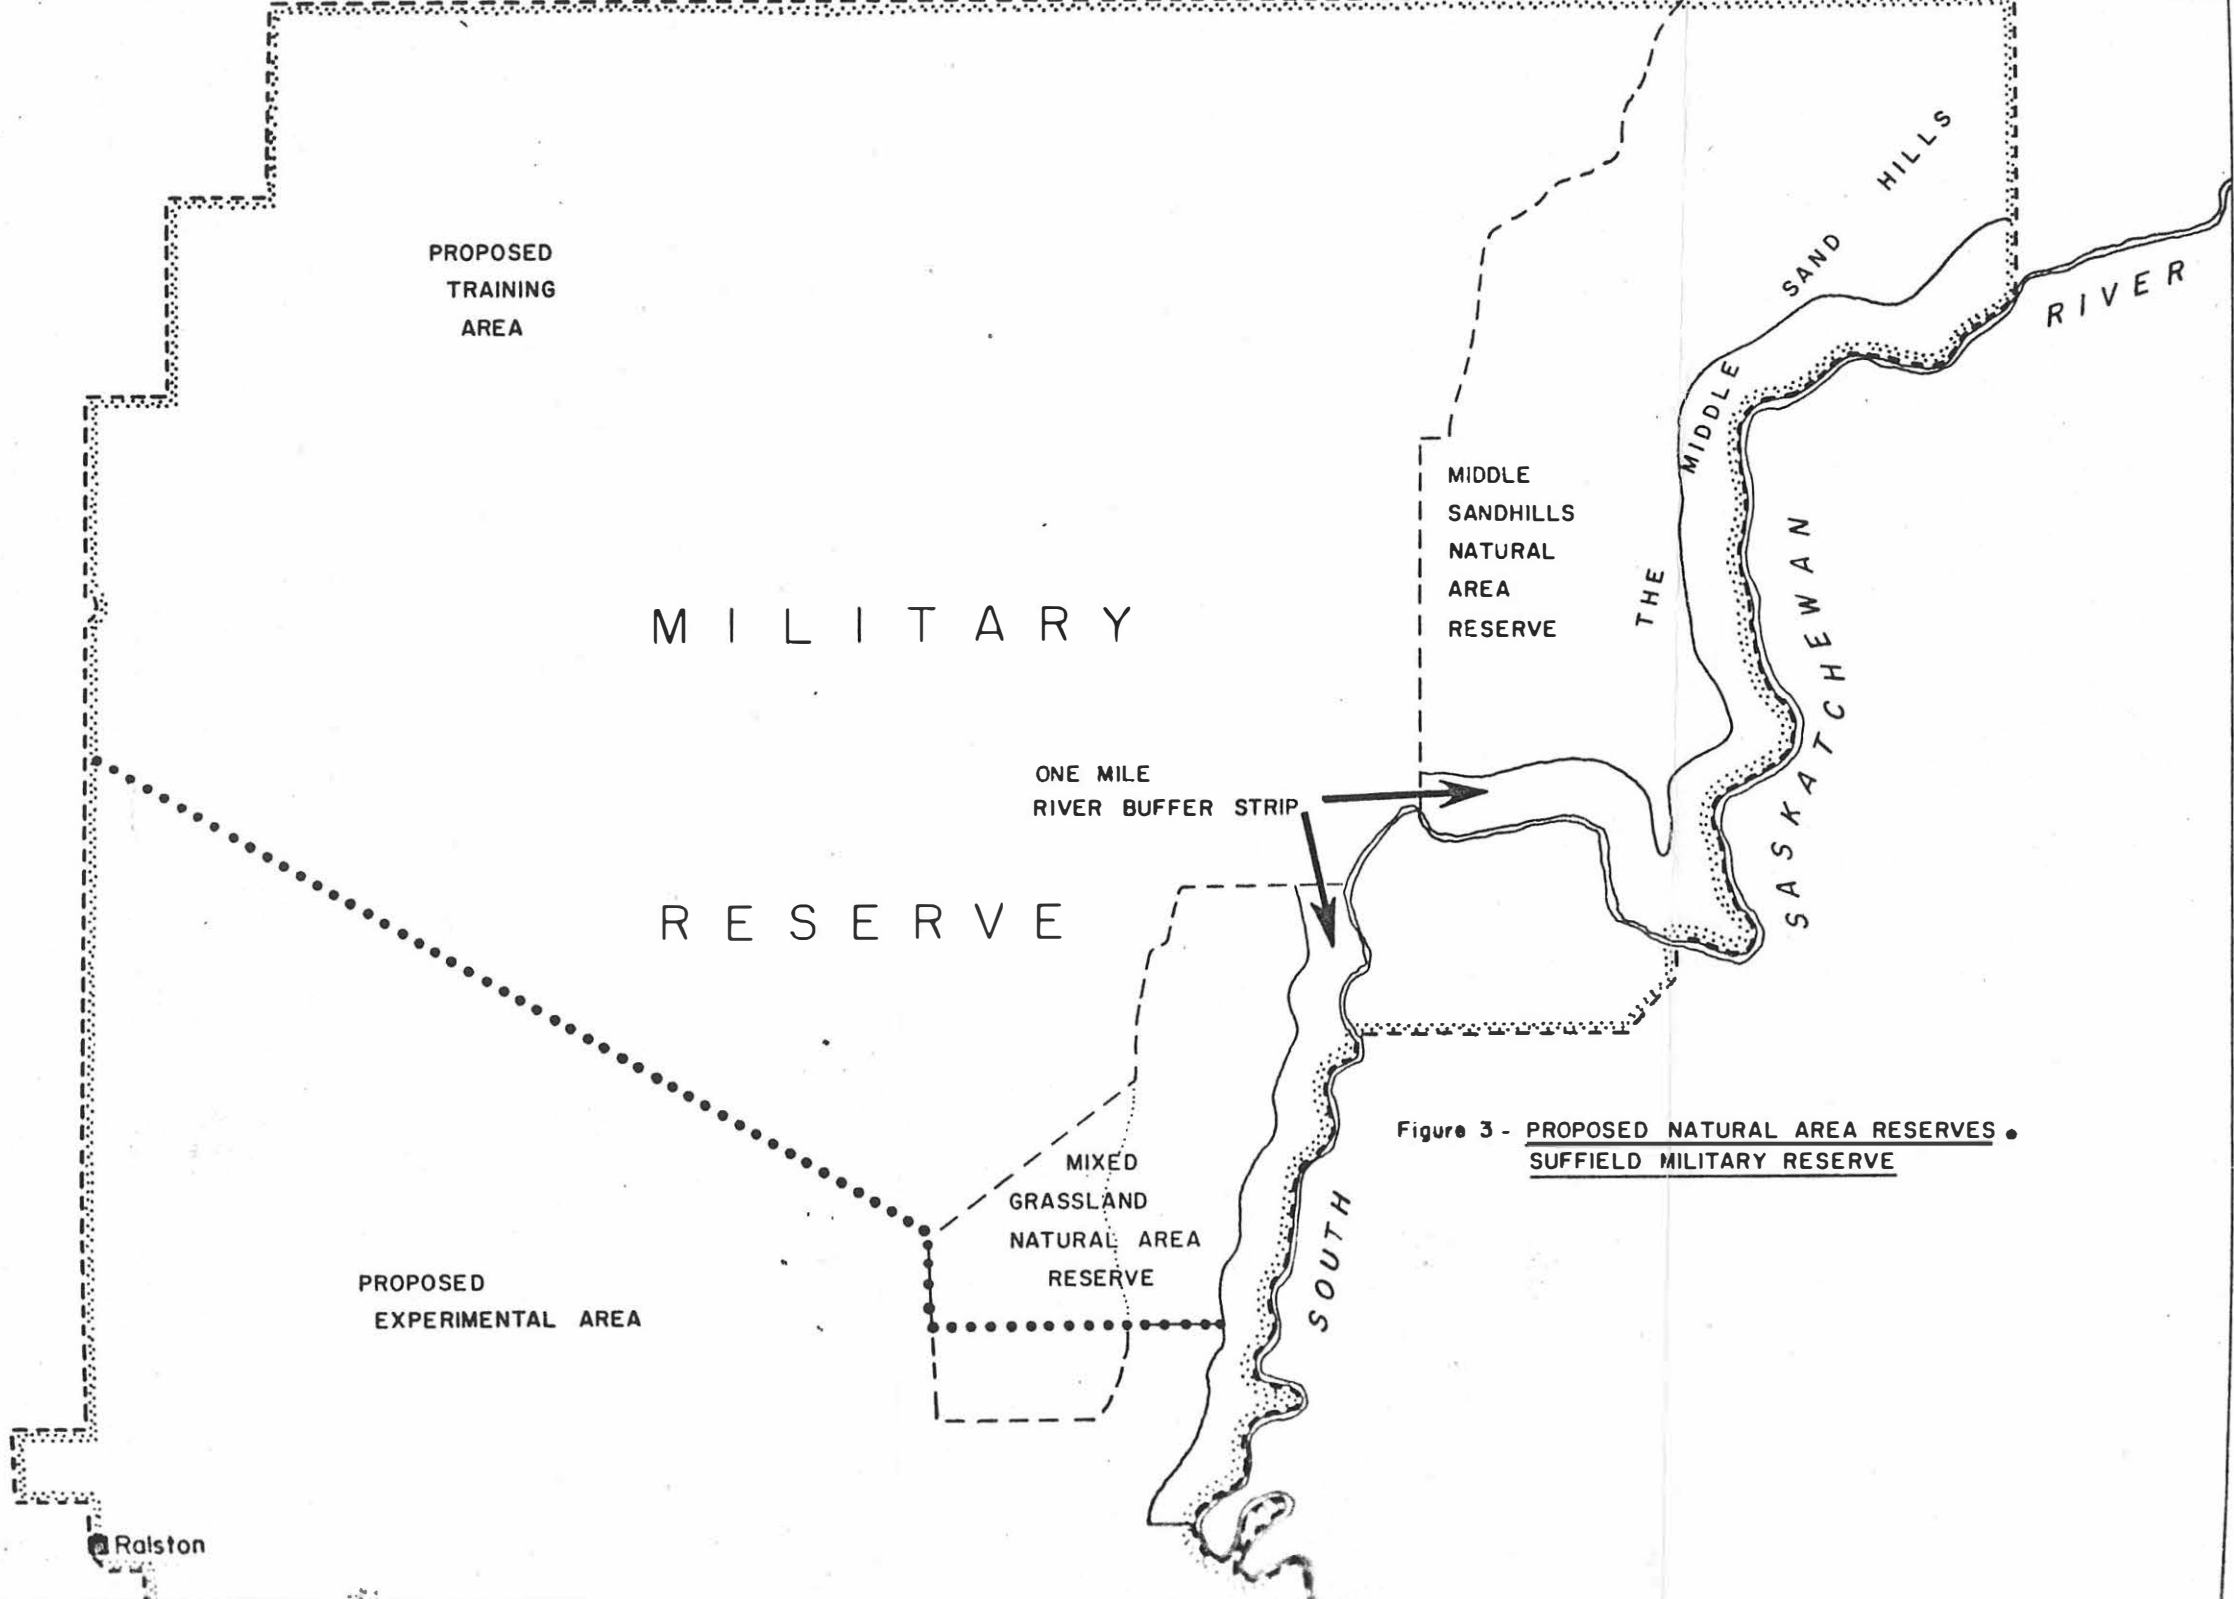 PROPOSED
TRAINING
AREA
THE MIDDLE SAND HILLS
MIDDLE
SANDHILLS
NATURAL
AREA
RESERVE
MILITARY
RESERVE
ONE MILE
RIVER BUFFER STRIP
SOUTH SASKATCHEWAN RIVER
MIXED
GRASSLAND
NATURAL AREA
RESERVE
PROPOSED
EXPERIMENTAL AREA
Ralston
Figure 3 - PROPOSED NATURAL AREA RESERVES
SUFFIELD MILITARY RESERVE